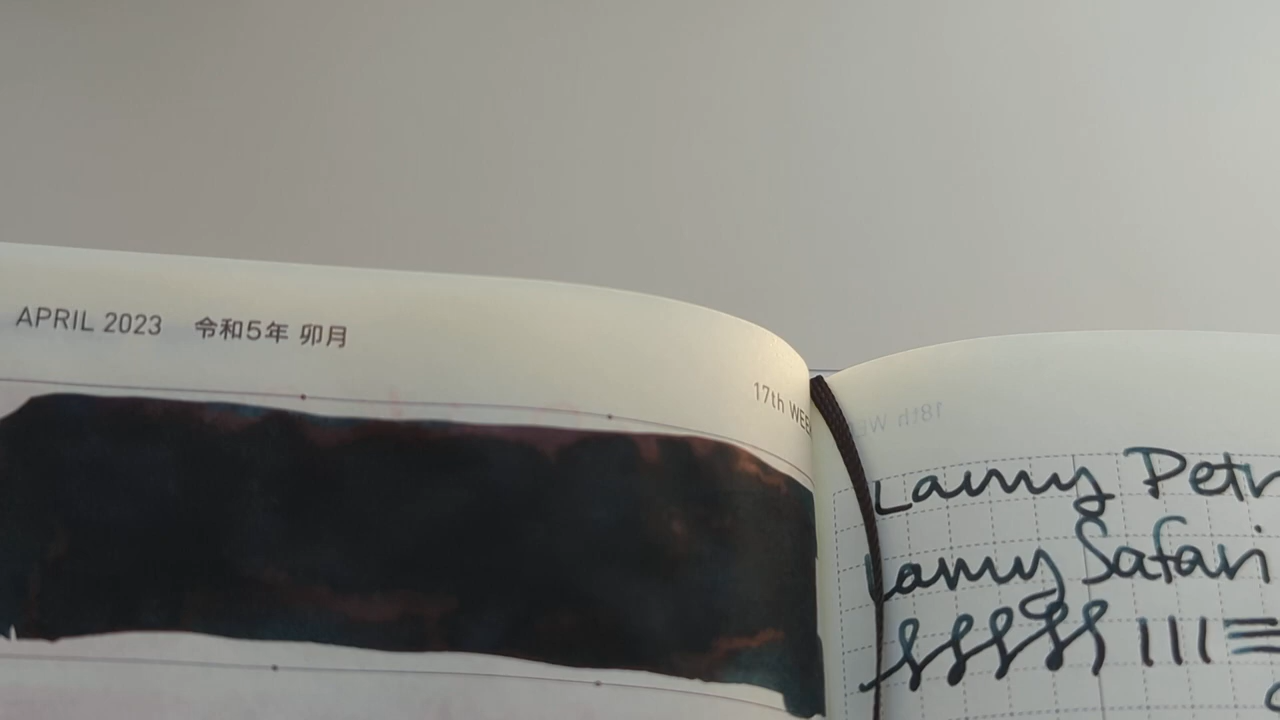 APRIL 2023 令和5年 卯月
17th WEE
18th WE
Lamy Petr
Lamy Safari